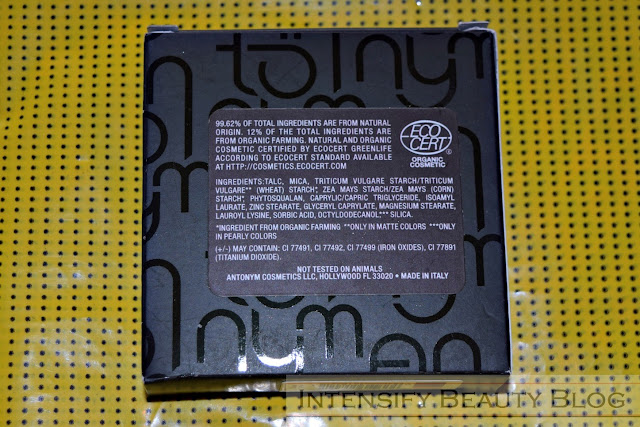 antonym
99.62% OF TOTAL INGREDIENTS ARE FROM NATURAL
ORIGIN. 12% OF THE TOTAL INGREDIENTS ARE
FROM ORGANIC FARMING. NATURAL AND ORGANIC
COSMETIC CERTIFIED BY ECOCERT GREENLIFE
ACCORDING TO ECOCERT STANDARD AVAILABLE
AT HTTP://COSMETICS.ECOCERT.COM.
ECO
CERT®
ORGANIC
COSMETIC
INGREDIENTS:TALC, MICA, TRITICUM VULGARE STARCH/TRITICUM
VULGARE** (WHEAT) STARCH*, ZEA MAYS STARCH/ZEA MAYS (CORN)
STARCH*, PHYTOSQUALAN, CAPRYLIC/CAPRIC TRIGLYCERIDE, ISOAMYL
LAURATE, ZINC STEARATE, GLYCERYL CAPRYLATE, MAGNESIUM STEARATE,
LAUROYL LYSINE, SORBIC ACID, OCTYLDODECANOL,*** SILICA.
*INGREDIENT FROM ORGANIC FARMING **ONLY IN MATTE COLORS ***ONLY
IN PEARLY COLORS
(+/-) MAY CONTAIN: CI 77491, CI 77492, CI 77499 (IRON OXIDES), CI 77891
(TITANIUM DIOXIDE).
NOT TESTED ON ANIMALS
ANTONYM COSMETICS LLC, HOLLYWOOD FL 33020 • MADE IN ITALY
INTENSIFY BEAUTY BLOG